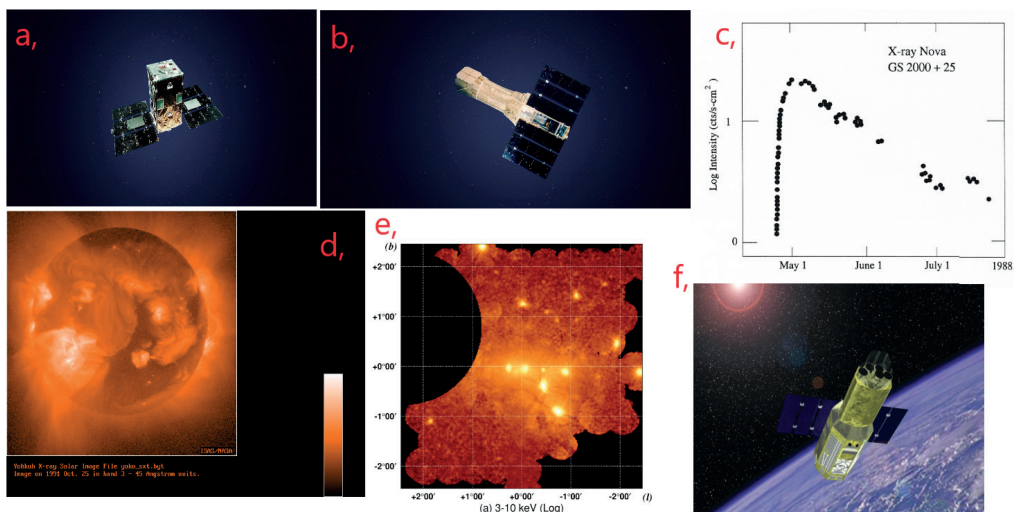 a,
b,
c,
X-ray Nova
GS 2000 + 25
Log Intensity (cts/s-cm²)
1
0
May 1
June 1
July 1
1988
d,
ISAS/NASA
Yohkoh X-ray Solar Image File yoko_sxt.byt
Image on 1991 Oct. 25 in band 3 - 45 Angstrom units.
e,
(b)
+2°00′
+1°00′
+0°00′
-1°00′
-2°00′
+2°00′ +1°00′ +0°00′ -1°00′ -2°00′ (l)
(a) 3-10 keV (Log)
f,